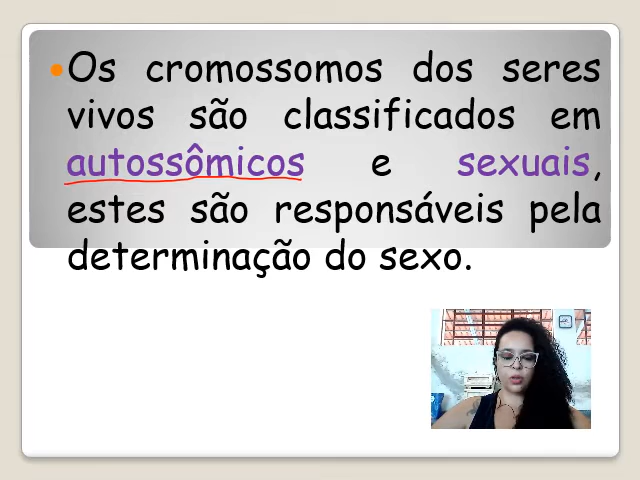 Os cromossomos dos seres
vivos são classificados em
autossômicos e sexuais,
estes são responsáveis pela
determinação do sexo.